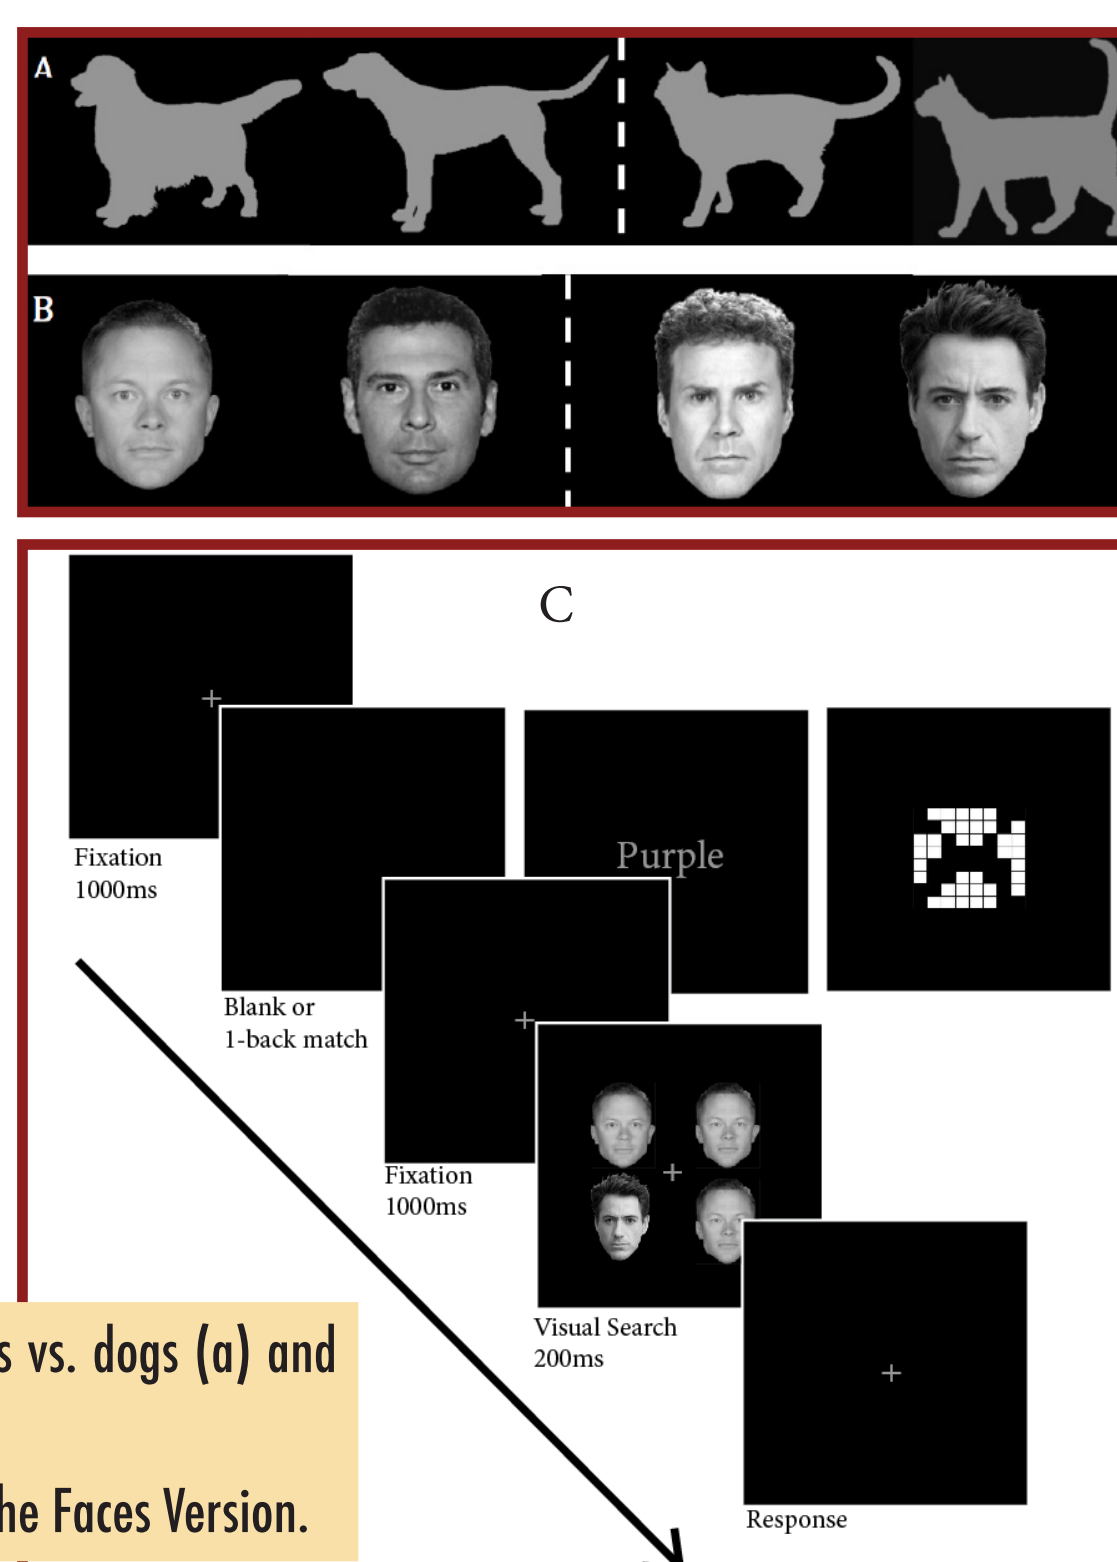 A
B
C
Fixation
1000ms
Purple
Blank or
1-back match
Fixation
1000ms
Visual Search
200ms
Response
vs. dogs (a) and
Faces Version.